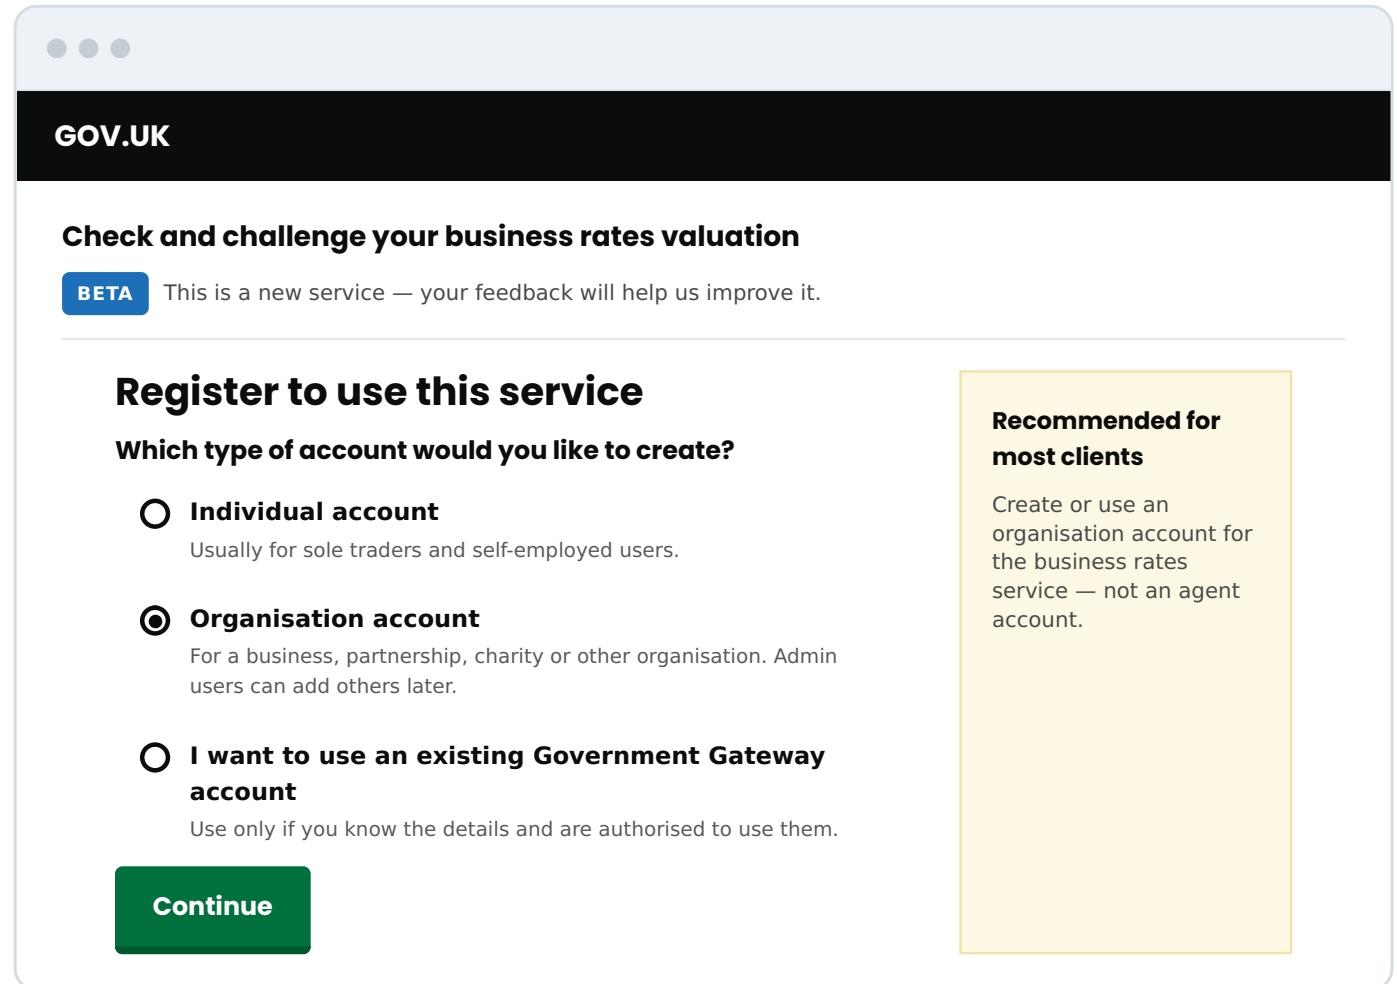 GOV.UK
Check and challenge your business rates valuation
BETA This is a new service — your feedback will help us improve it.
Register to use this service
Which type of account would you like to create?
Individual account
Usually for sole traders and self-employed users.
Organisation account
For a business, partnership, charity or other organisation. Admin
users can add others later.
I want to use an existing Government Gateway
account
Use only if you know the details and are authorised to use them.
Continue
Recommended for
most clients
Create or use an
organisation account for
the business rates
service — not an agent
account.